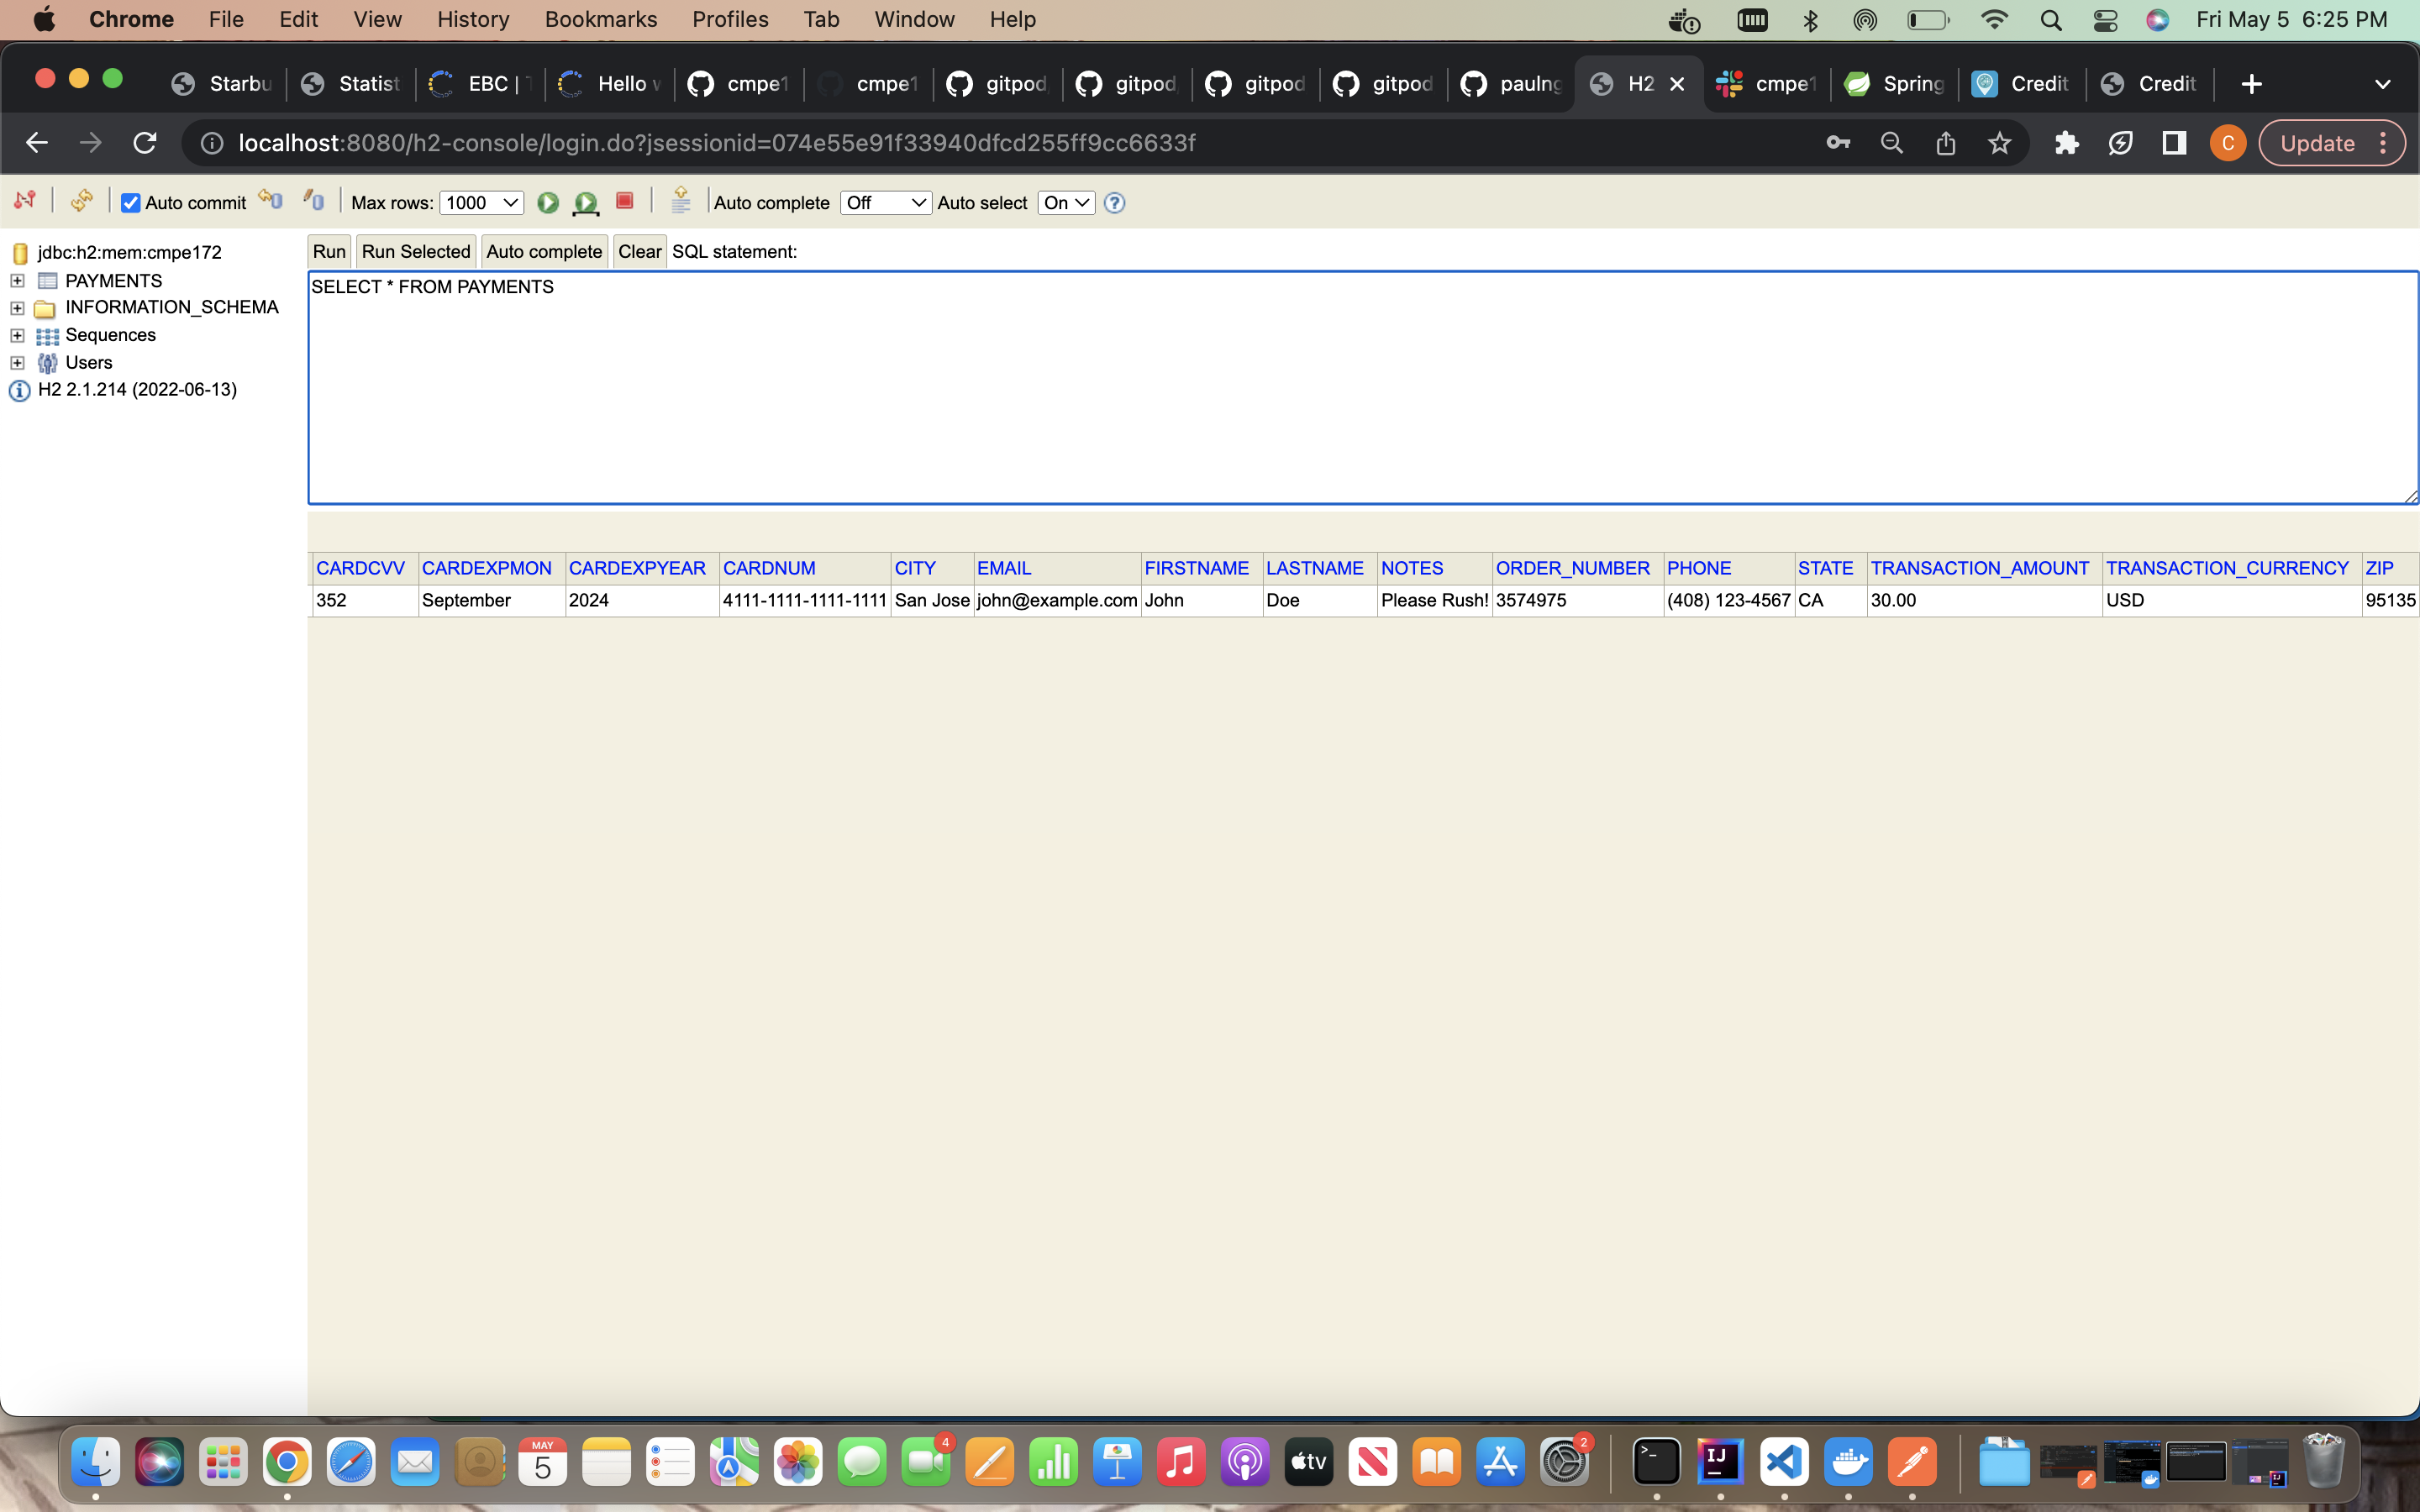 Chrome File Edit View History Bookmarks Profiles Tab Window Help Fri May 5 6:25 PM
Starbu Statist EBC | Hello cmpe1 cmpe1 gitpod gitpod gitpod gitpod paulng H2 cmpe1 Spring Credit Credit
localhost:8080/h2-console/login.do?jsessionid=074e55e91f33940dfcd255ff9cc6633f C Update
Auto commit Max rows: 1000 Auto complete Off Auto select On
jdbc:h2:mem:cmpe172
PAYMENTS
INFORMATION_SCHEMA
Sequences
Users
H2 2.1.214 (2022-06-13)
Run Run Selected Auto complete Clear SQL statement:
SELECT * FROM PAYMENTS
CARDCVV CARDEXPMON CARDEXPYEAR CARDNUM CITY EMAIL FIRSTNAME LASTNAME NOTES ORDER_NUMBER PHONE STATE TRANSACTION_AMOUNT TRANSACTION_CURRENCY ZIP
352 September 2024 4111-1111-1111-1111 San Jose john@example.com John Doe Please Rush! 3574975 (408) 123-4567 CA 30.00 USD 95135
MAY
5
4
tv
2
IJ